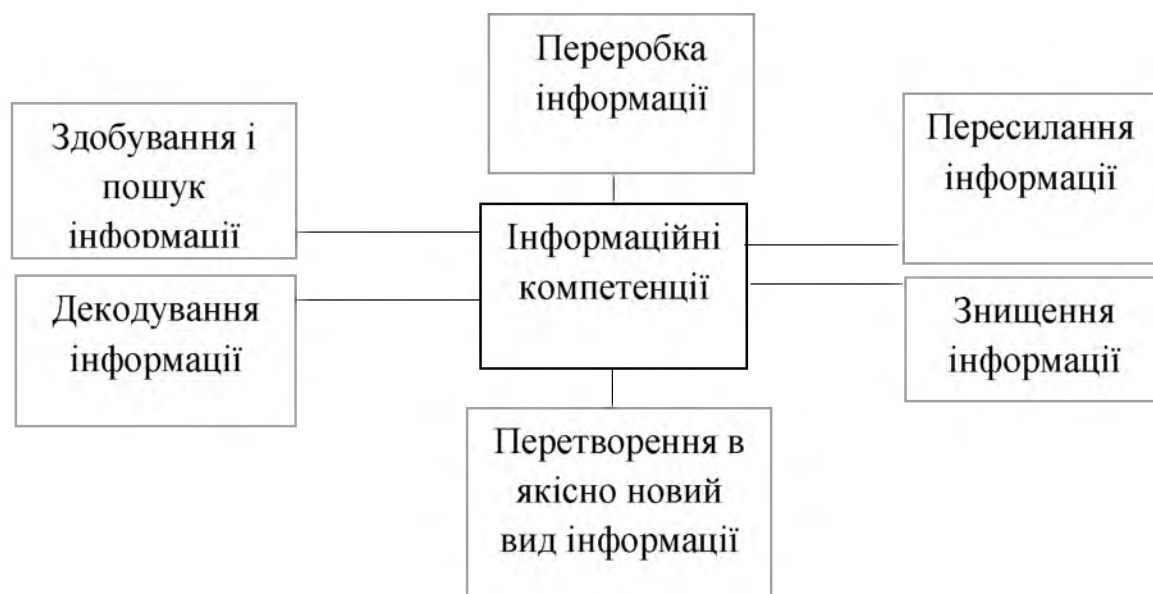 Переробка
інформації
Здобування і
пошук
інформації
Пересилання
інформації
Інформаційні
компетенції
Декодування
інформації
Знищення
інформації
Перетворення в
якісно новий
вид інформації